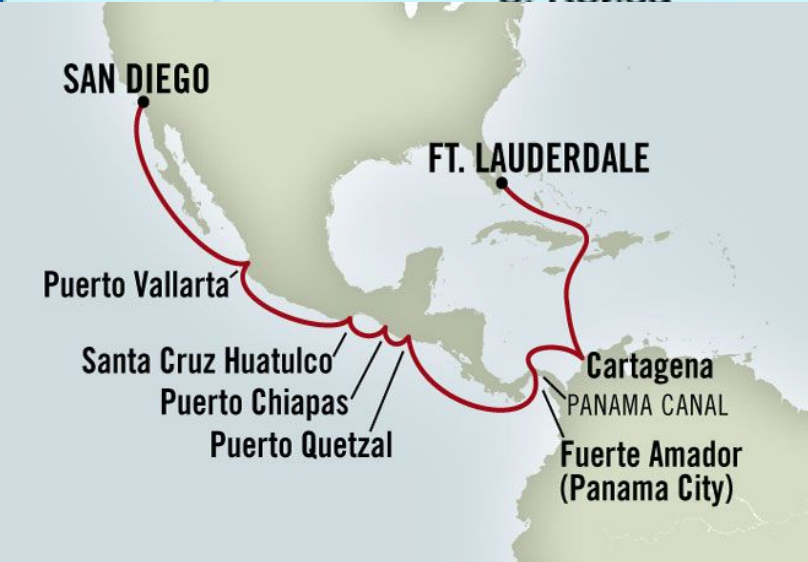 SAN DIEGO
FT. LAUDERDALE
Puerto Vallarta
Santa Cruz Huatulco
Puerto Chiapas
Puerto Quetzal
Cartagena
PANAMA CANAL
Fuerte Amador
(Panama City)